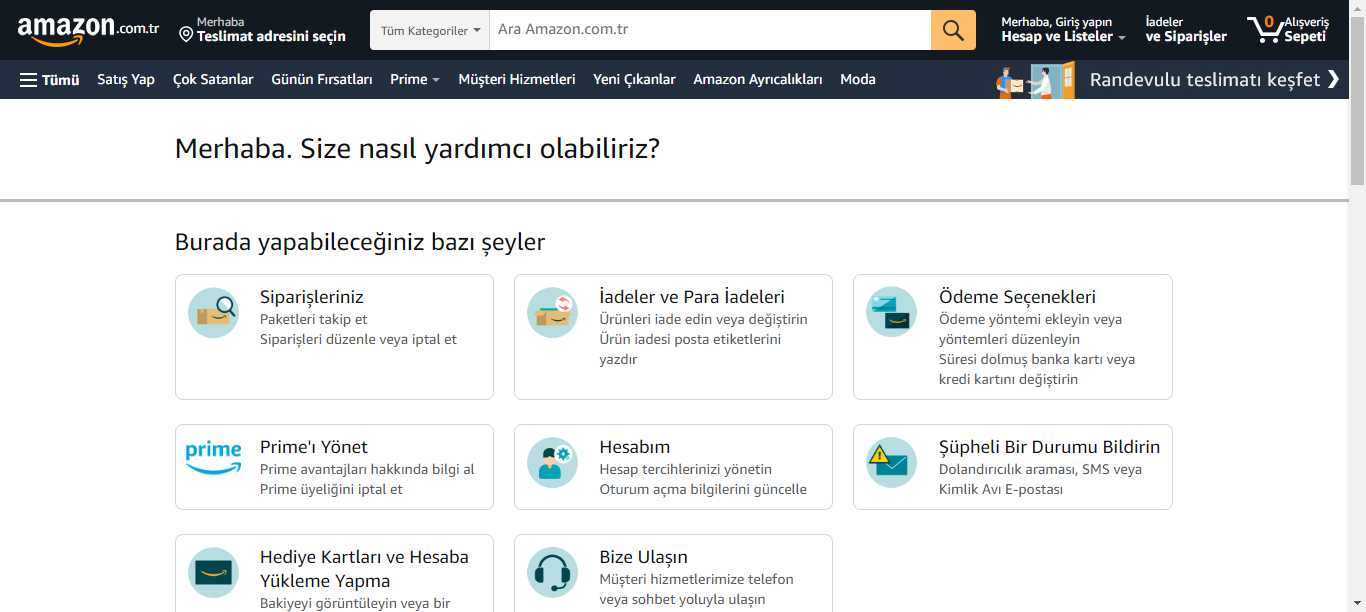 amazon.com.tr
Merhaba
Teslimat adresini seçin
Tüm Kategoriler
Ara Amazon.com.tr
Merhaba, Giriş yapın
Hesap ve Listeler
İadeler
ve Siparişler
0
Alışveriş
Sepeti
Tümü
Satış Yap
Çok Satanlar
Günün Fırsatları
Prime
Müşteri Hizmetleri
Yeni Çıkanlar
Amazon Ayrıcalıkları
Moda
Randevulu teslimatı keşfet
Merhaba. Size nasıl yardımcı olabiliriz?
Burada yapabileceğiniz bazı şeyler
Siparişleriniz
Paketleri takip et
Siparişleri düzenle veya iptal et
İadeler ve Para İadeleri
Ürünleri iade edin veya değiştirin
Ürün iadesi posta etiketlerini
yazdır
Ödeme Seçenekleri
Ödeme yöntemi ekleyin veya
yöntemleri düzenleyin
Süresi dolmuş banka kartı veya
kredi kartını değiştirin
prime
Prime'ı Yönet
Prime avantajları hakkında bilgi al
Prime üyeliğini iptal et
Hesabım
Hesap tercihlerinizi yönetin
Oturum açma bilgilerini güncelle
Şüpheli Bir Durumu Bildirin
Dolandırıcılık araması, SMS veya
Kimlik Avı E-postası
Hediye Kartları ve Hesaba
Yükleme Yapma
Bakiyeyi görüntüleyin veya bir
Bize Ulaşın
Müşteri hizmetlerimize telefon
veya sohbet yoluyla ulaşın